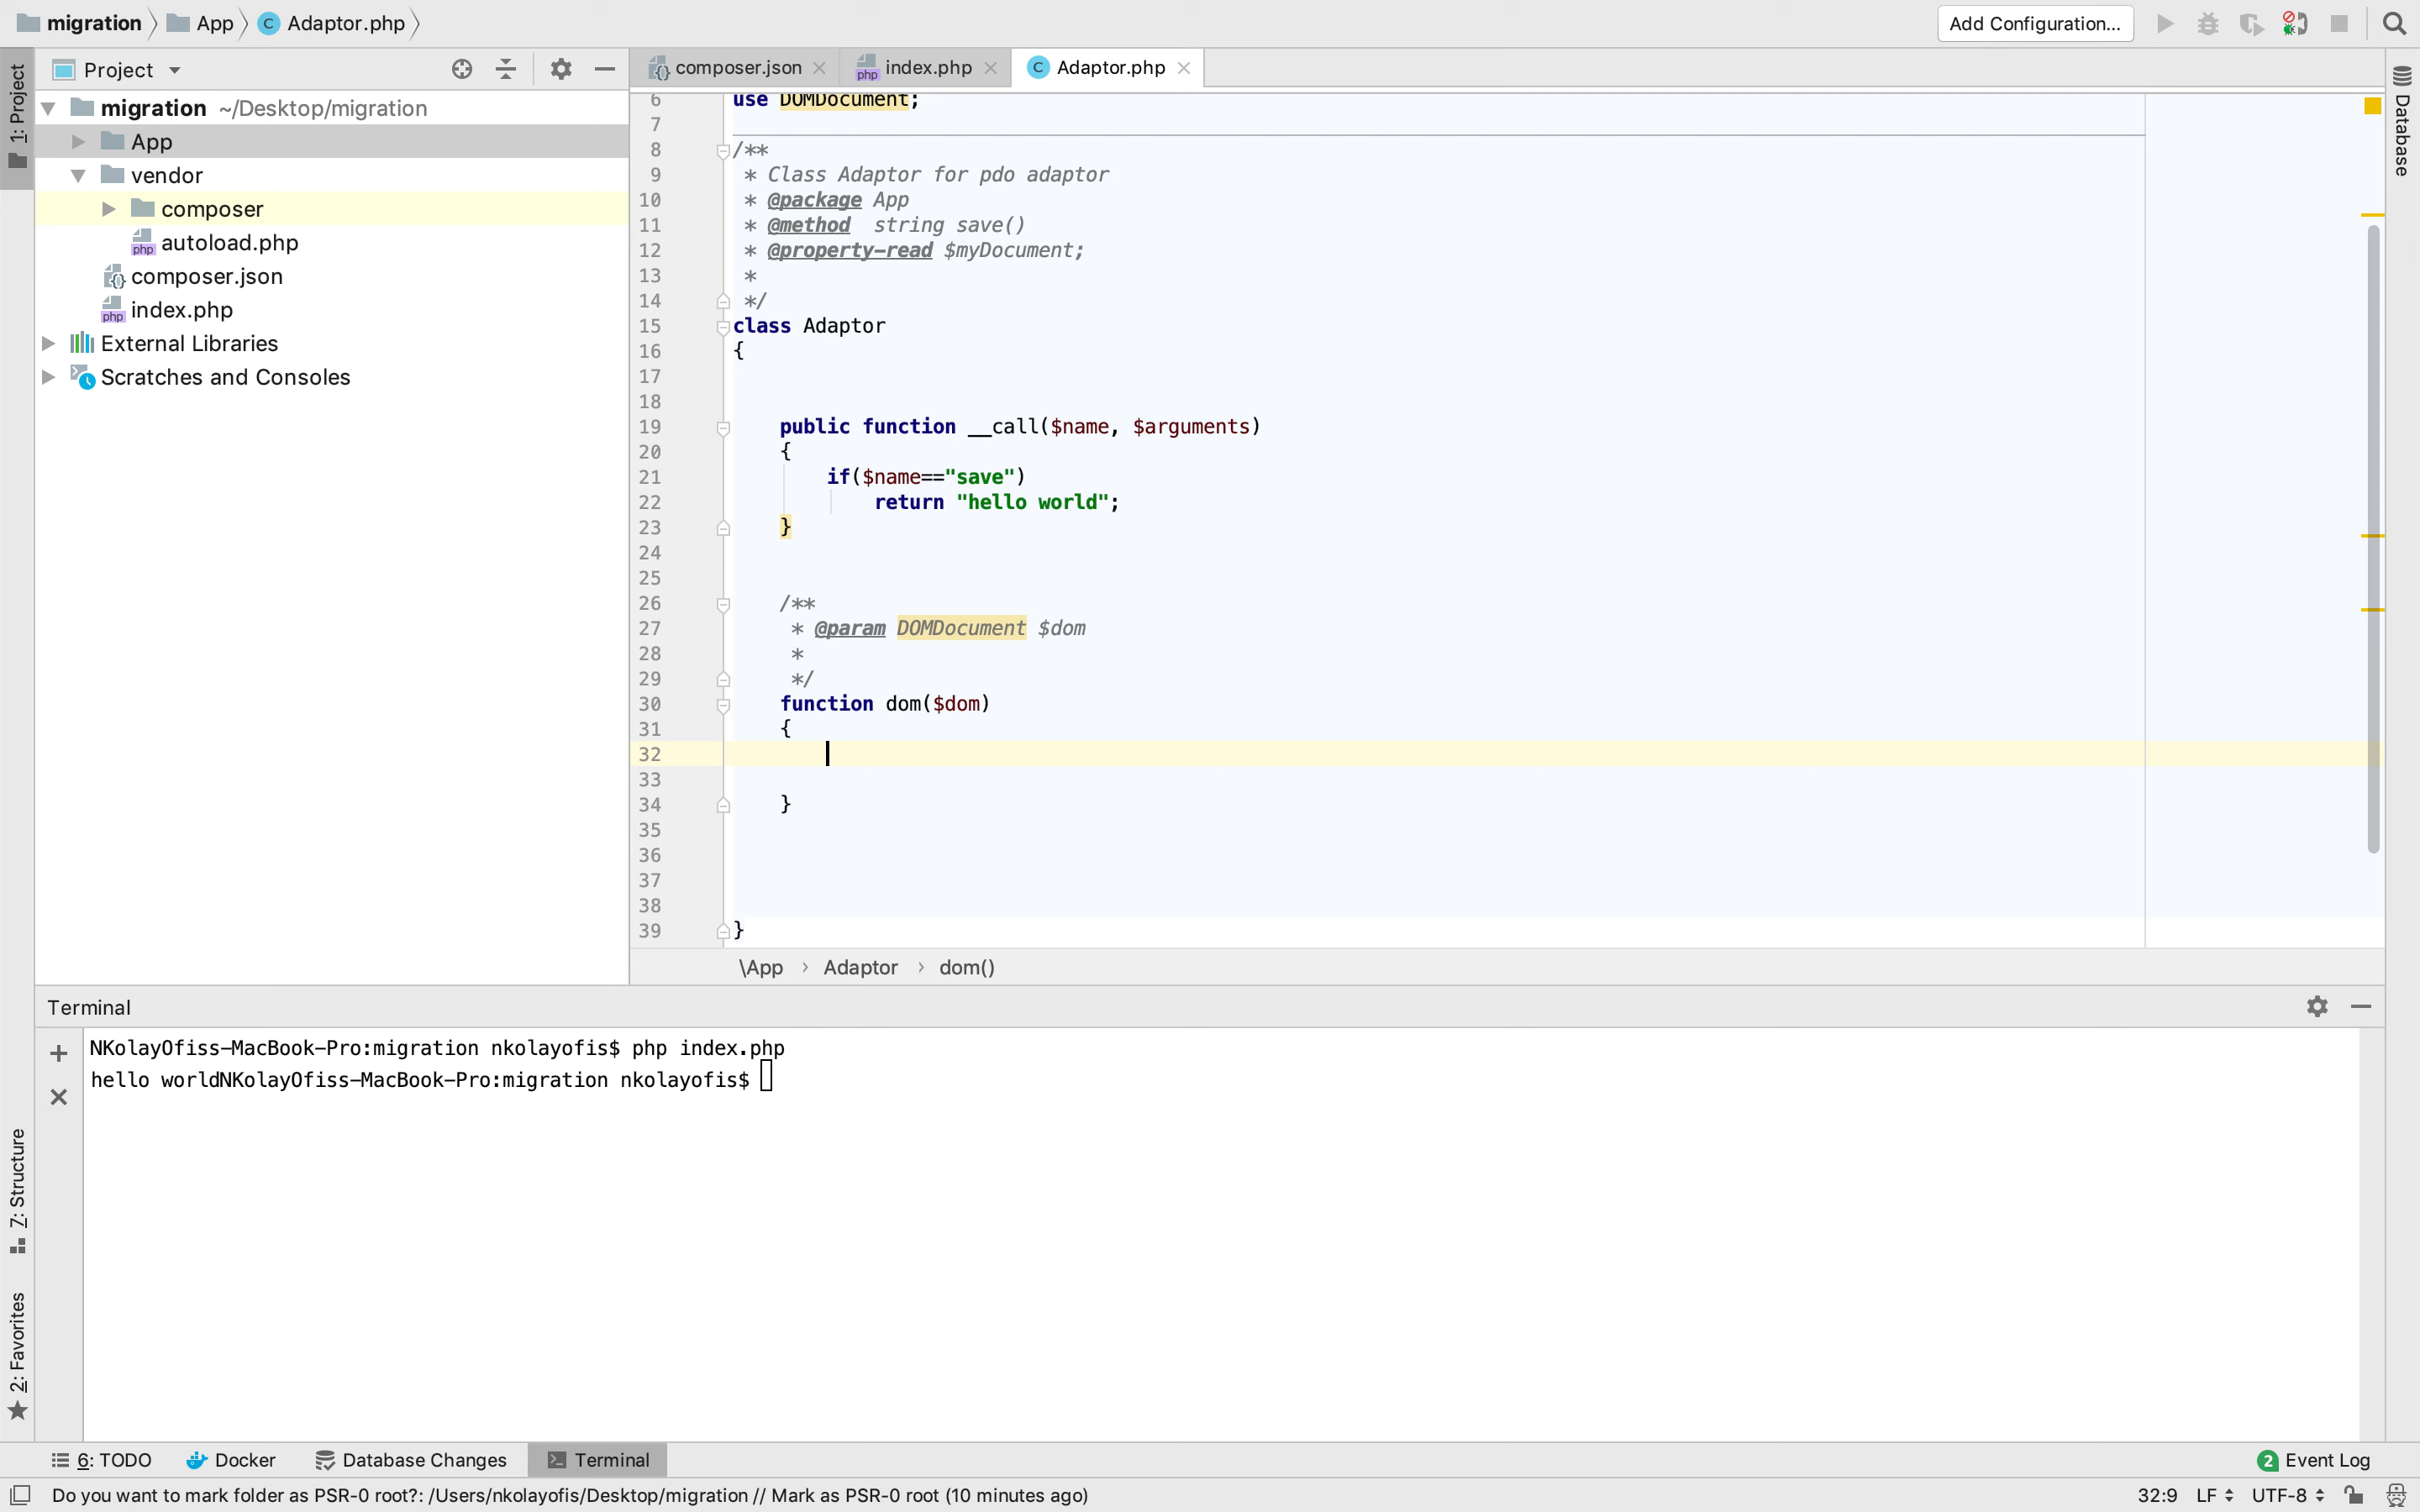 migration App Adaptor.php Add Configuration...
1: Project
Project
migration ~/Desktop/migration
App
vendor
composer
autoload.php
composer.json
index.php
External Libraries
Scratches and Consoles
composer.json index.php Adaptor.php
6 use DOMDocument;
7
8 /**
9 * Class Adaptor for pdo adaptor
10 * @package App
11 * @method  string save()
12 * @property-read $myDocument;
13 *
14 */
15 class Adaptor
16 {
17
18
19 public function __call($name, $arguments)
20 {
21 if($name=="save")
22 return "hello world";
23 }
24
25
26 /**
27 * @param DOMDocument $dom
28 *
29 */
30 function dom($dom)
31 {
32
33
34 }
35
36
37
38
39 }
\App › Adaptor › dom()
Database
Terminal
NKolayOfiss-MacBook-Pro:migration nkolayofis$ php index.php
hello worldNKolayOfiss-MacBook-Pro:migration nkolayofis$
7: Structure
2: Favorites
6: TODO Docker Database Changes Terminal 2 Event Log
Do you want to mark folder as PSR-0 root?: /Users/nkolayofis/Desktop/migration // Mark as PSR-0 root (10 minutes ago) 32:9 LF UTF-8